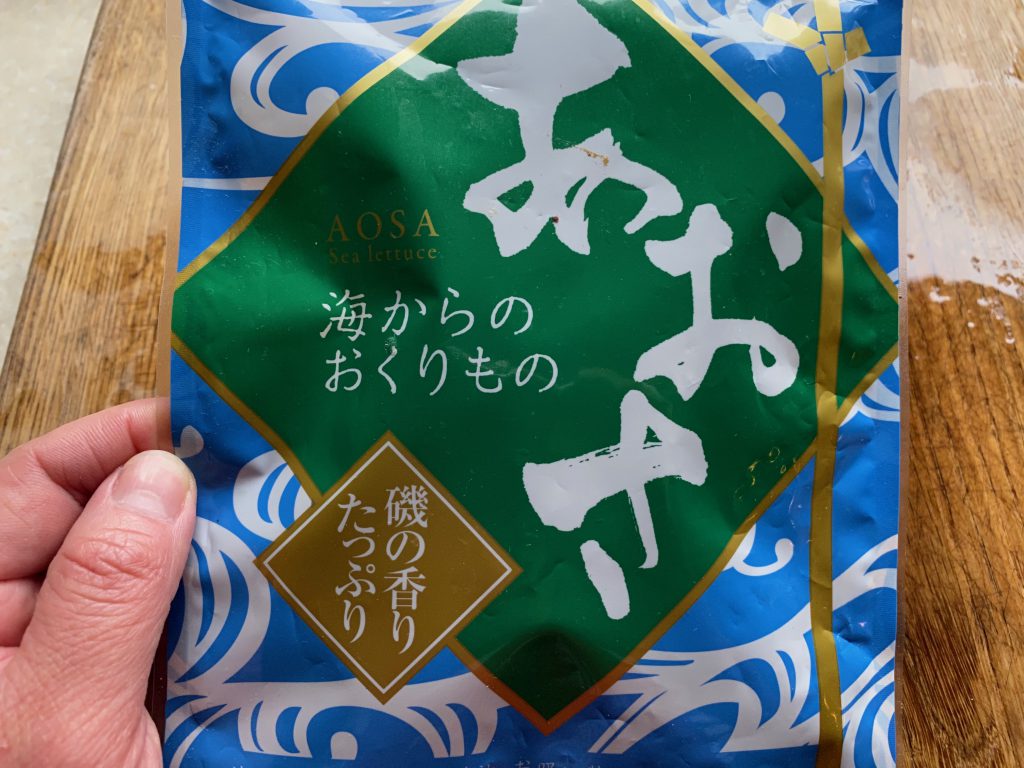 あおさ
AOSA
Sea lettuce
海からの
おくりもの
磯の香り
たっぷり